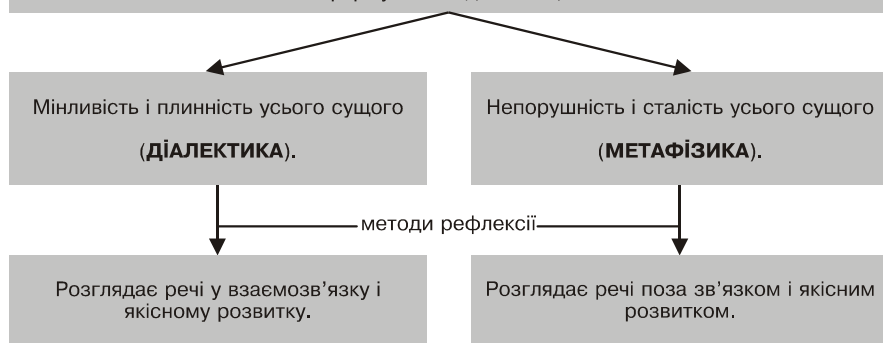 Мінливість і плинність усього сущого
(ДІАЛЕКТИКА).
Непорушність і сталість усього сущого
(МЕТАФІЗИКА).
методи рефлексії
Розглядає речі у взаємозв'язку і
якісному розвитку.
Розглядає речі поза зв'язком і якісним
розвитком.